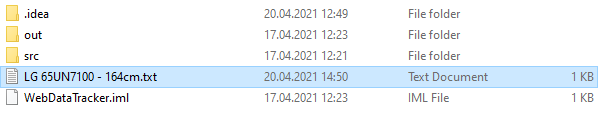 .idea 20.04.2021 12:49 File folder
out 17.04.2021 12:23 File folder
src 17.04.2021 12:21 File folder
LG 65UN7100 - 164cm.txt 20.04.2021 14:50 Text Document 1 KB
WebDataTracker.iml 17.04.2021 12:23 IML File 1 KB